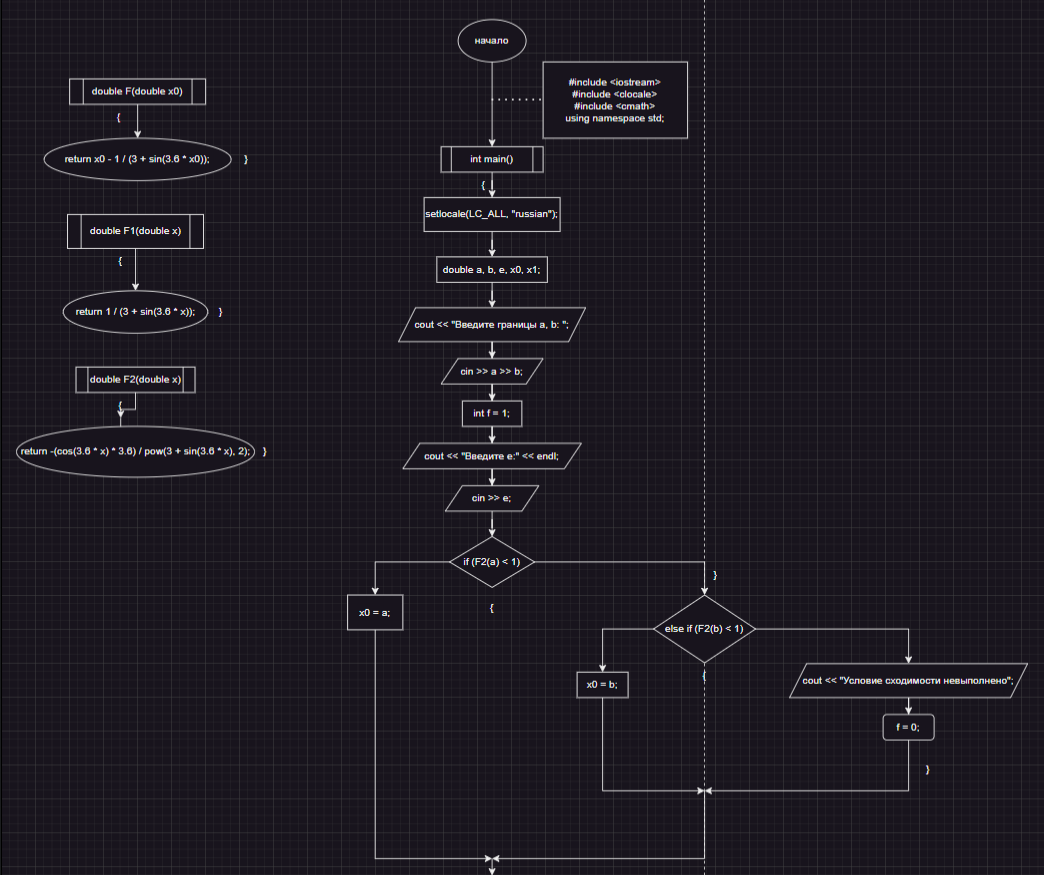 начало
#include <iostream>
#include <clocale>
#include <cmath>
using namespace std;
double F(double x0)
{
return x0 - 1 / (3 + sin(3.6 * x0));
}
double F1(double x)
{
return 1 / (3 + sin(3.6 * x));
}
double F2(double x)
{
return -(cos(3.6 * x) * 3.6) / pow(3 + sin(3.6 * x), 2);
}
int main()
{
setlocale(LC_ALL, "russian");
double a, b, e, x0, x1;
cout << "Введите границы a, b: ";
cin >> a >> b;
int f = 1;
cout << "Введите e:" << endl;
cin >> e;
if (F2(a) < 1)
{
x0 = a;
}
else if (F2(b) < 1)
{
x0 = b;
cout << "Условие сходимости невыполнено";
f = 0;
}